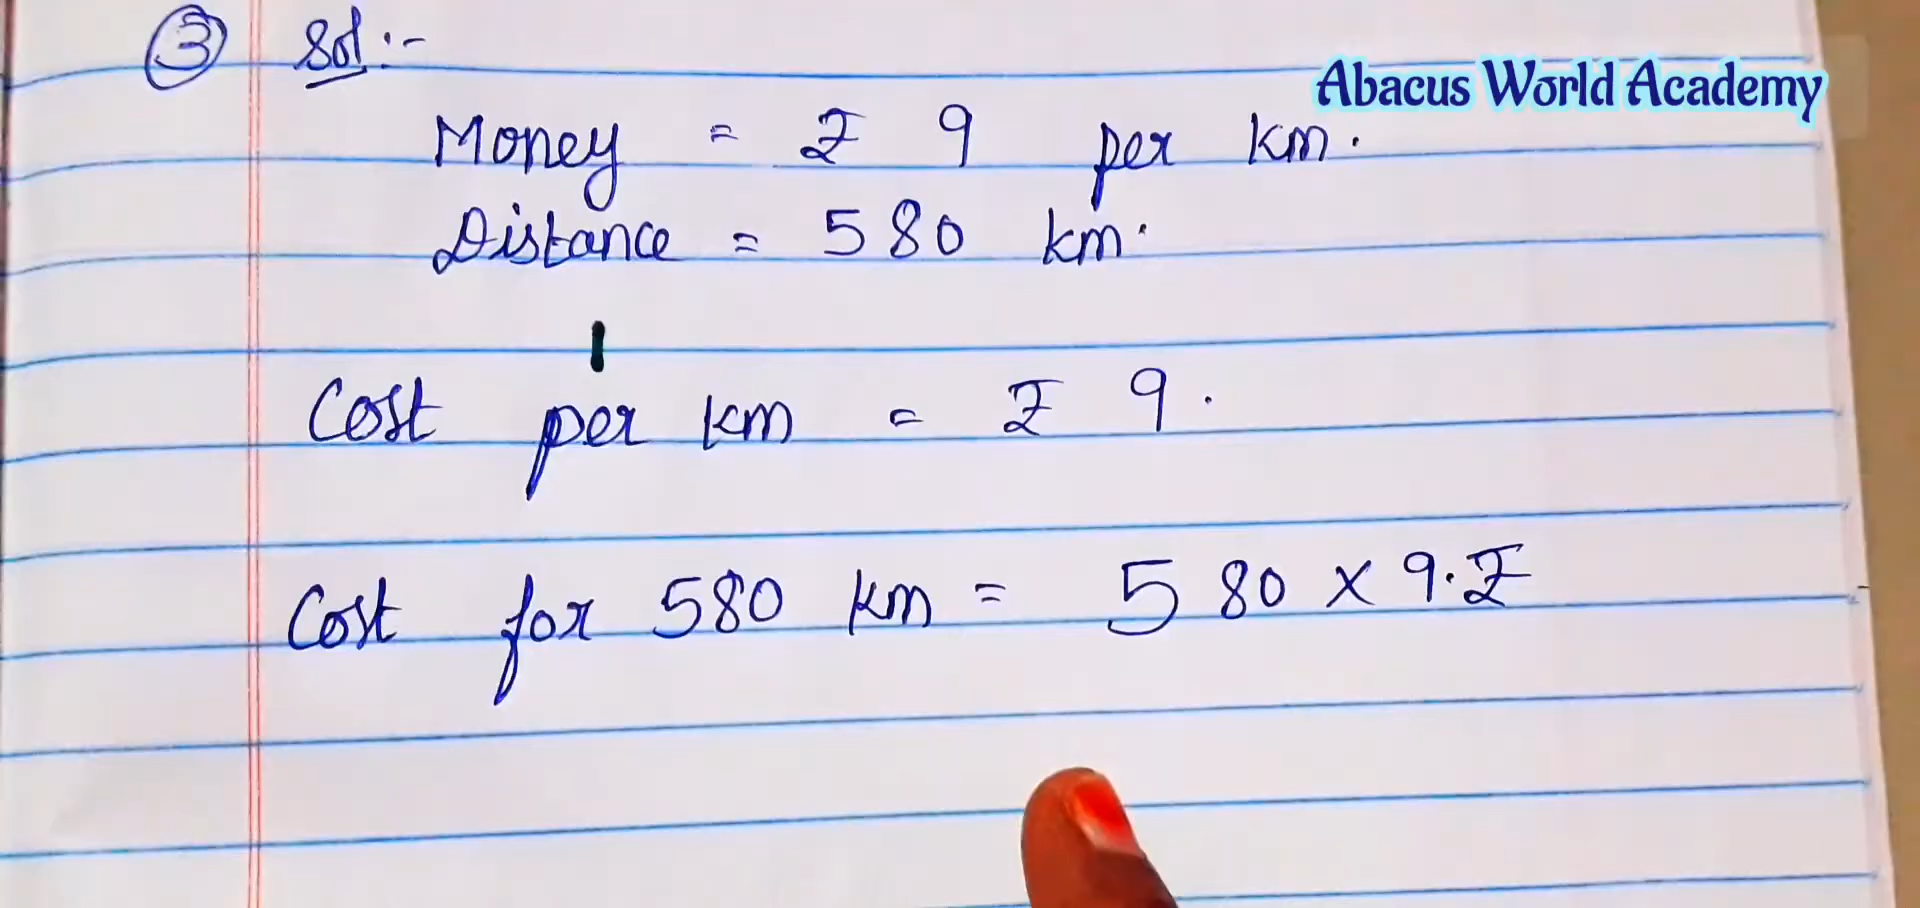 ③ Sol :-
Abacus World Academy
Money = ₹ 9 per km.
Distance = 580 km.
Cost per km = ₹ 9.
Cost for 580 km = 580 x 9.₹